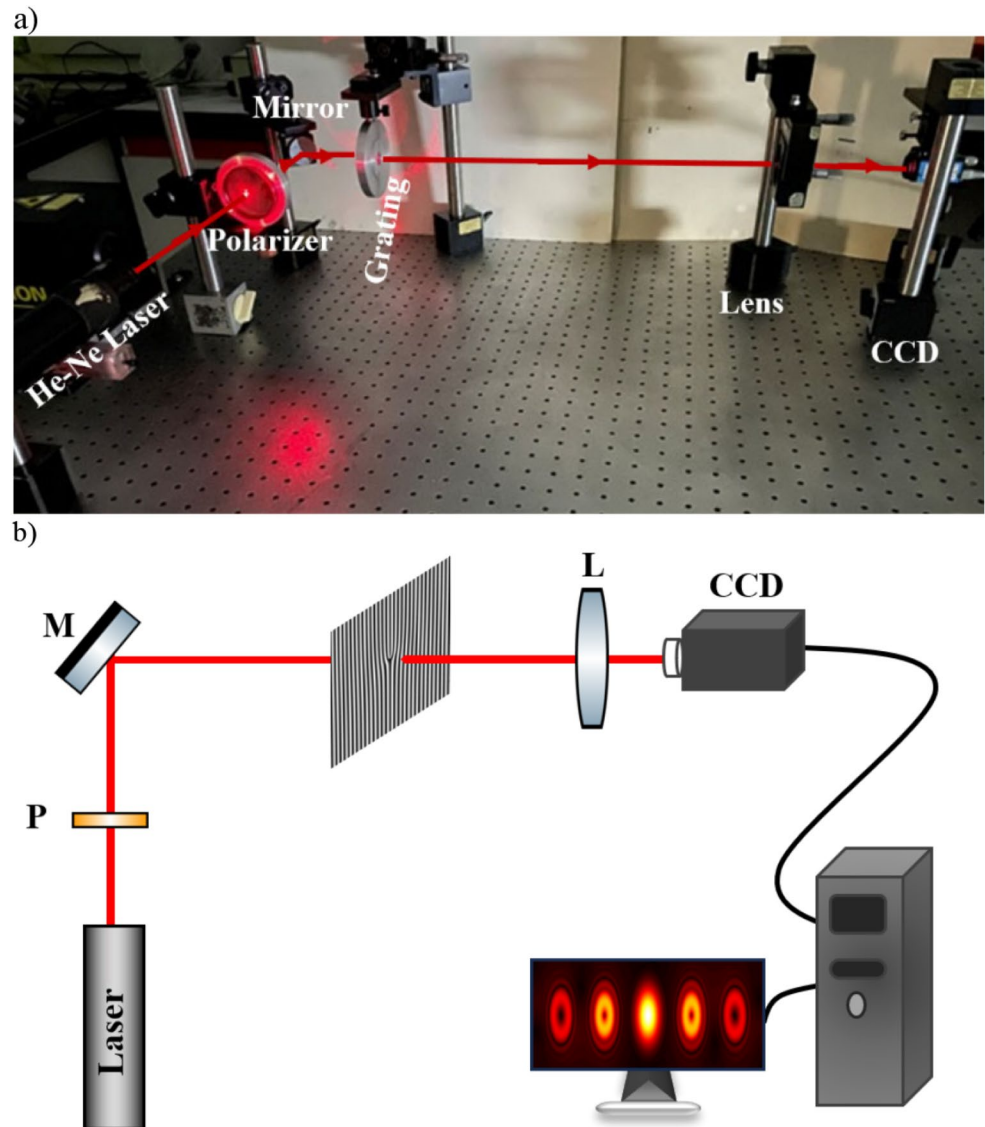 a)
Mirror
Polarizer
Grating
He-Ne Laser
Lens
CCD
b)
M
L
CCD
P
Laser